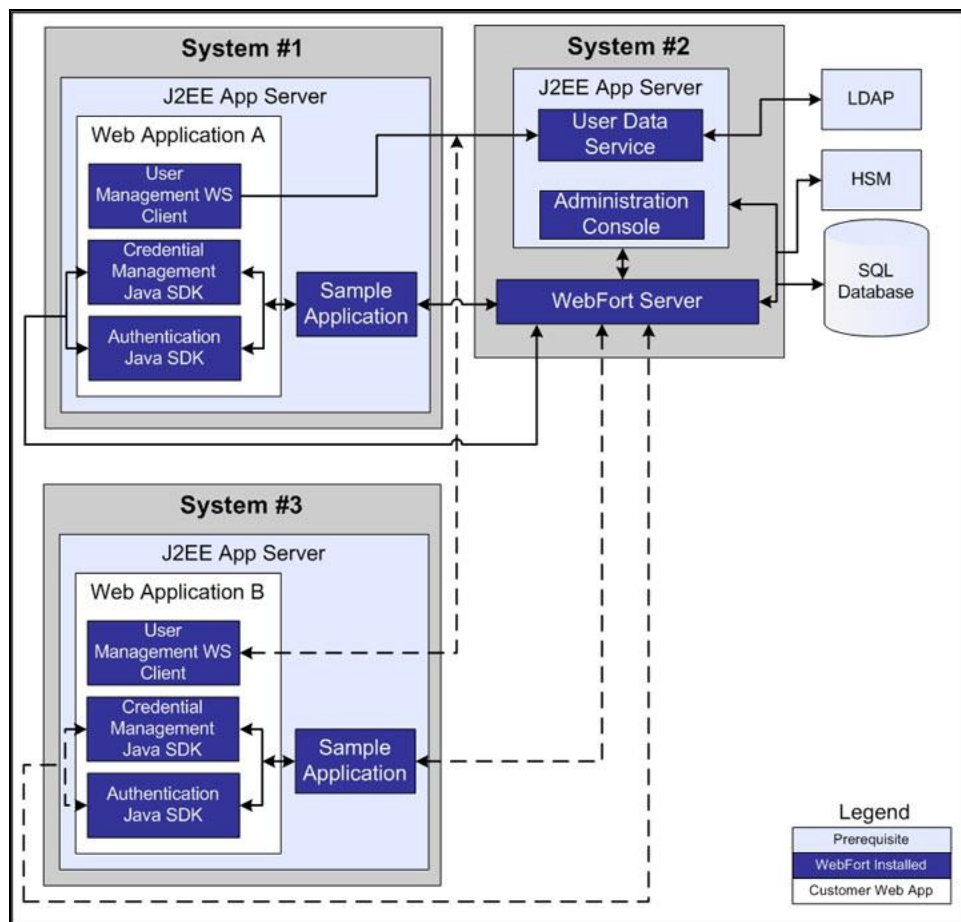 System #1
J2EE App Server
Web Application A
User
Management WS
Client
Credential
Management
Java SDK
Authentication
Java SDK
Sample
Application
System #2
J2EE App Server
User Data
Service
Administration
Console
WebFort Server
LDAP
HSM
SQL
Database
System #3
J2EE App Server
Web Application B
User
Management WS
Client
Credential
Management
Java SDK
Authentication
Java SDK
Sample
Application
Legend
Prerequisite
WebFort Installed
Customer Web App